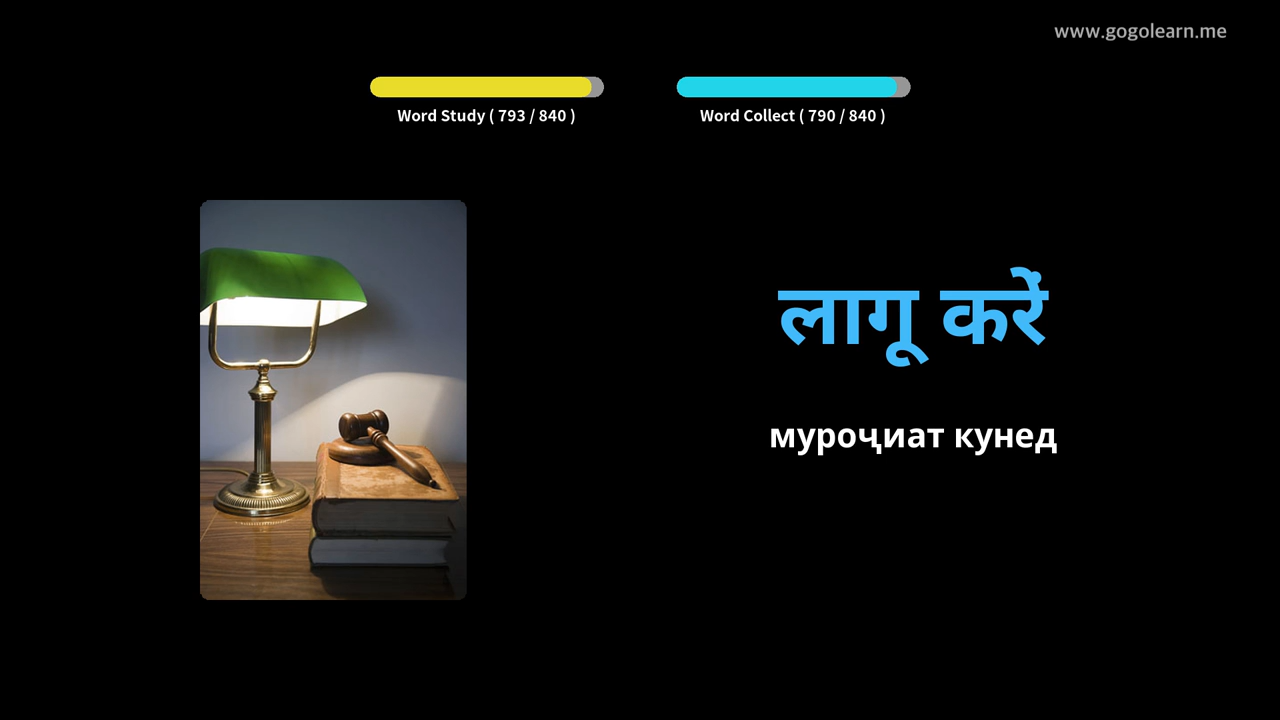 www.gogolearn.me
Word Study ( 793 / 840 )
Word Collect ( 790 / 840 )
लागू करें
муроҷиат кунед